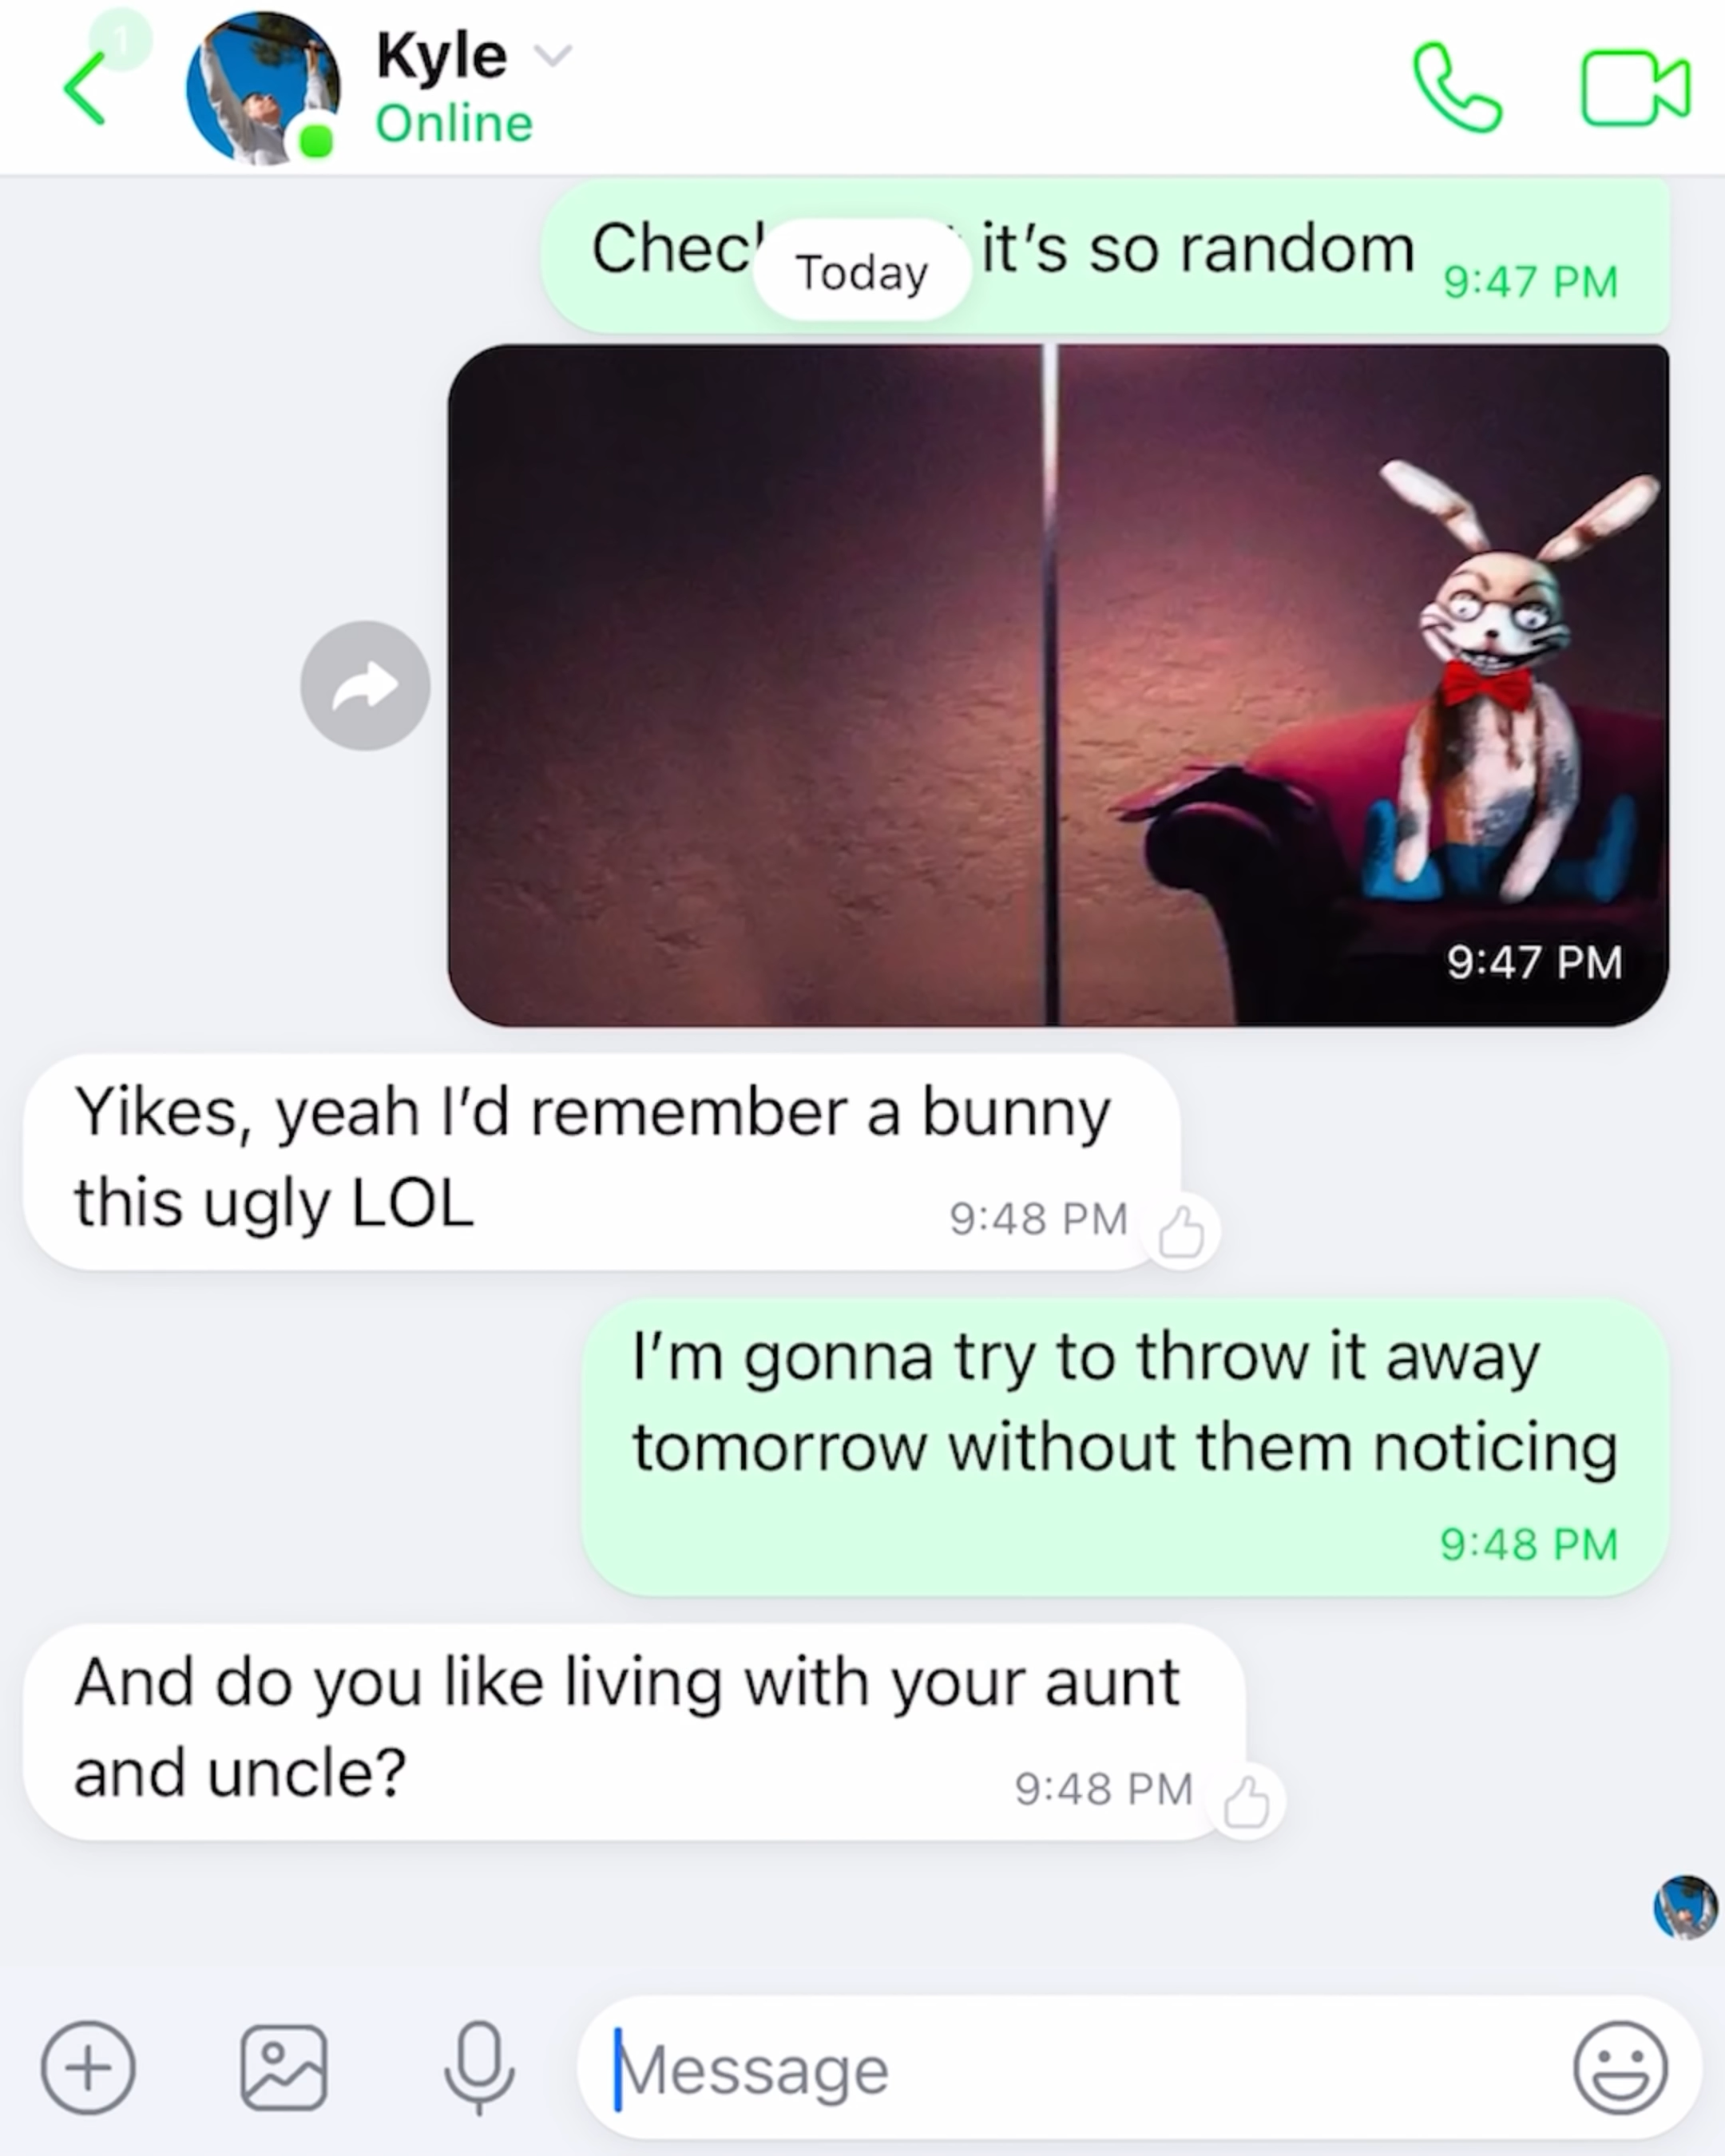 1
Kyle
Online
it’s so random
9:47 PM
Today
9:47 PM
Yikes, yeah I’d remember a bunny
this ugly LOL
9:48 PM
I’m gonna try to throw it away
tomorrow without them noticing
9:48 PM
And do you like living with your aunt
and uncle?
9:48 PM
Message